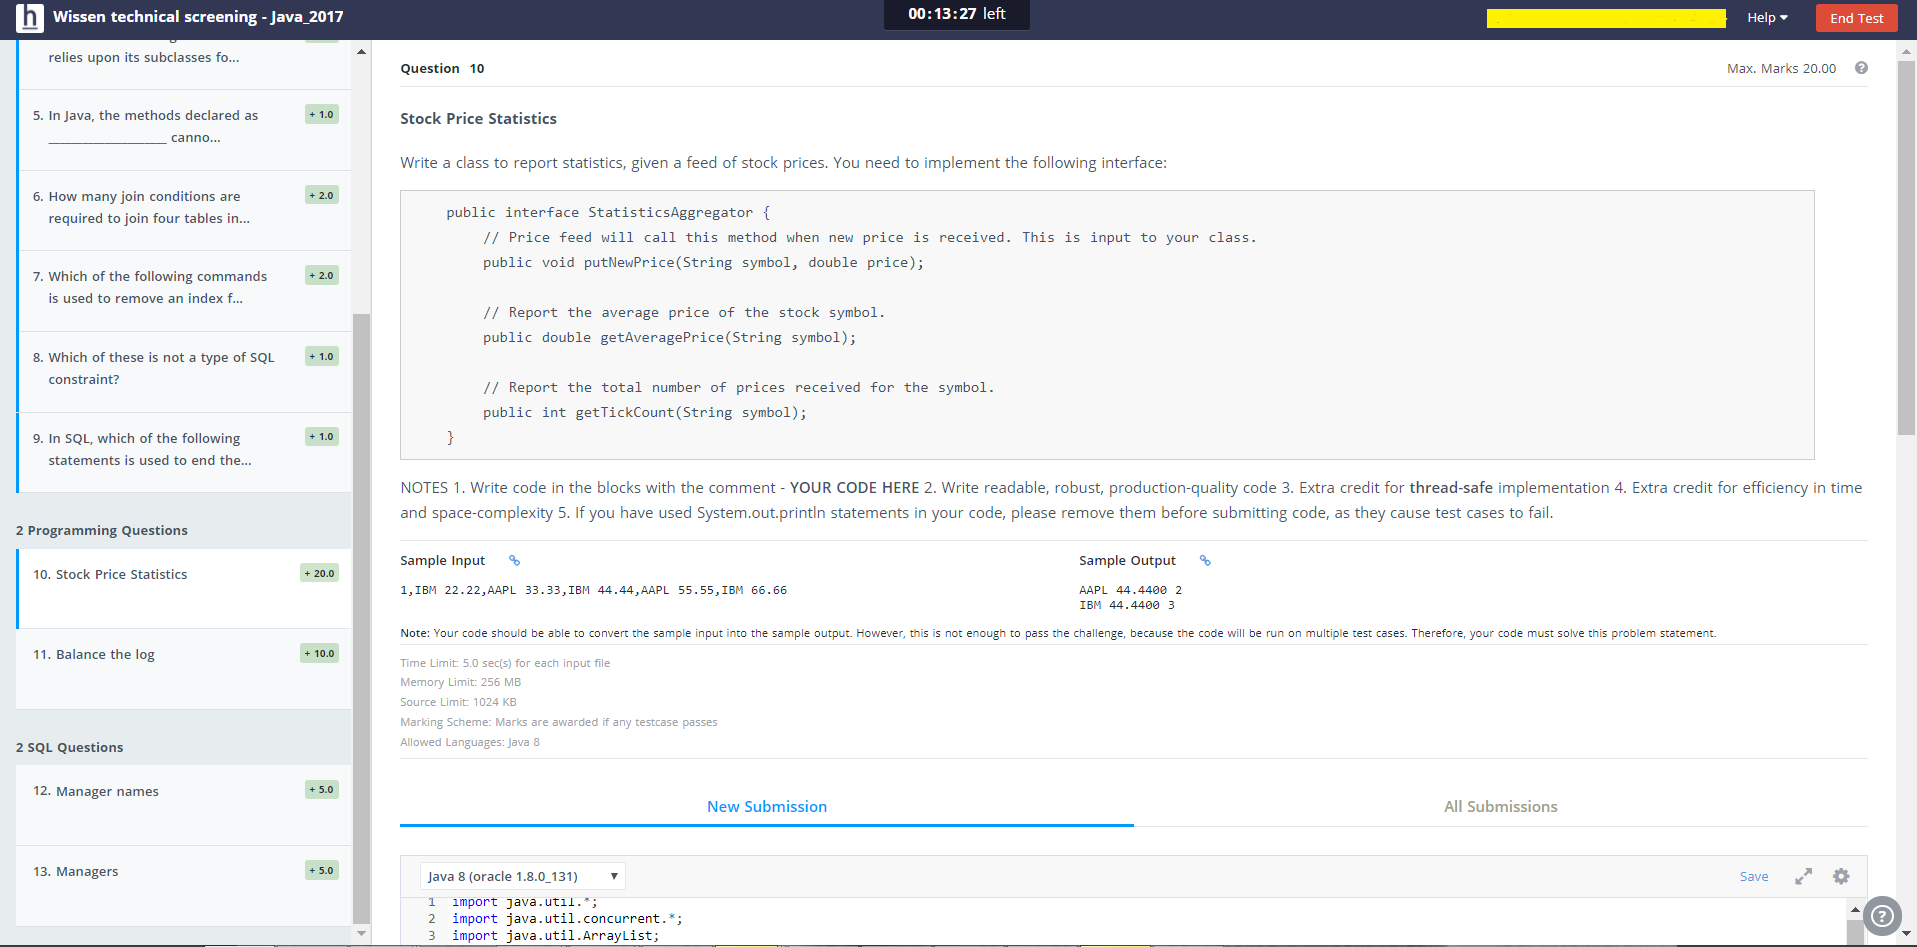 h Wissen technical screening - Java_2017
00:13:27 left
Help
End Test
relies upon its subclasses fo...
5. In Java, the methods declared as + 1.0
____________________ canno...
6. How many join conditions are + 2.0
required to join four tables in...
7. Which of the following commands + 2.0
is used to remove an index f...
8. Which of these is not a type of SQL + 1.0
constraint?
9. In SQL, which of the following + 1.0
statements is used to end the...
2 Programming Questions
10. Stock Price Statistics + 20.0
11. Balance the log + 10.0
2 SQL Questions
12. Manager names + 5.0
13. Managers + 5.0
Question 10
Max. Marks 20.00 ?
Stock Price Statistics
Write a class to report statistics, given a feed of stock prices. You need to implement the following interface:
public interface StatisticsAggregator {
// Price feed will call this method when new price is received. This is input to your class.
public void putNewPrice(String symbol, double price);
// Report the average price of the stock symbol.
public double getAveragePrice(String symbol);
// Report the total number of prices received for the symbol.
public int getTickCount(String symbol);
}
NOTES 1. Write code in the blocks with the comment - YOUR CODE HERE 2. Write readable, robust, production-quality code 3. Extra credit for thread-safe implementation 4. Extra credit for efficiency in time
and space-complexity 5. If you have used System.out.println statements in your code, please remove them before submitting code, as they cause test cases to fail.
Sample Input
1,IBM 22.22,AAPL 33.33,IBM 44.44,AAPL 55.55,IBM 66.66
Sample Output
AAPL 44.4400 2
IBM 44.4400 3
Note: Your code should be able to convert the sample input into the sample output. However, this is not enough to pass the challenge, because the code will be run on multiple test cases. Therefore, your code must solve this problem statement.
Time Limit: 5.0 sec(s) for each input file
Memory Limit: 256 MB
Source Limit: 1024 KB
Marking Scheme: Marks are awarded if any testcase passes
Allowed Languages: Java 8
New Submission
All Submissions
Java 8 (oracle 1.8.0_131)
Save
1 import java.util.*;
2 import java.util.concurrent.*;
3 import java.util.ArrayList;
?